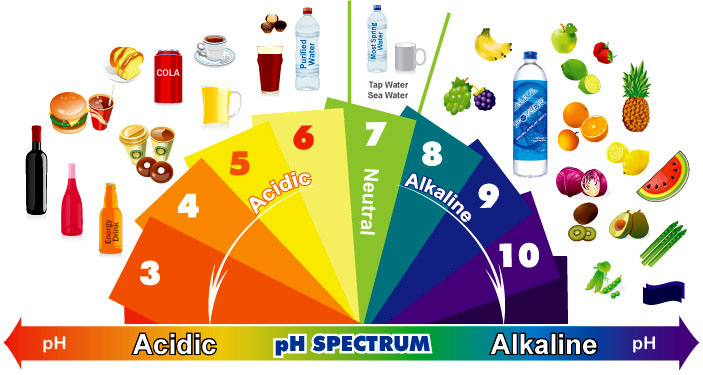 COLA
Purified
Water
Most Spring
Water
Tap Water
Sea Water
ALKA
POWER
Energy
Drink
3
4
5
6
7
8
9
10
Acidic
Neutral
Alkaline
pH
Acidic
pH SPECTRUM
Alkaline
pH